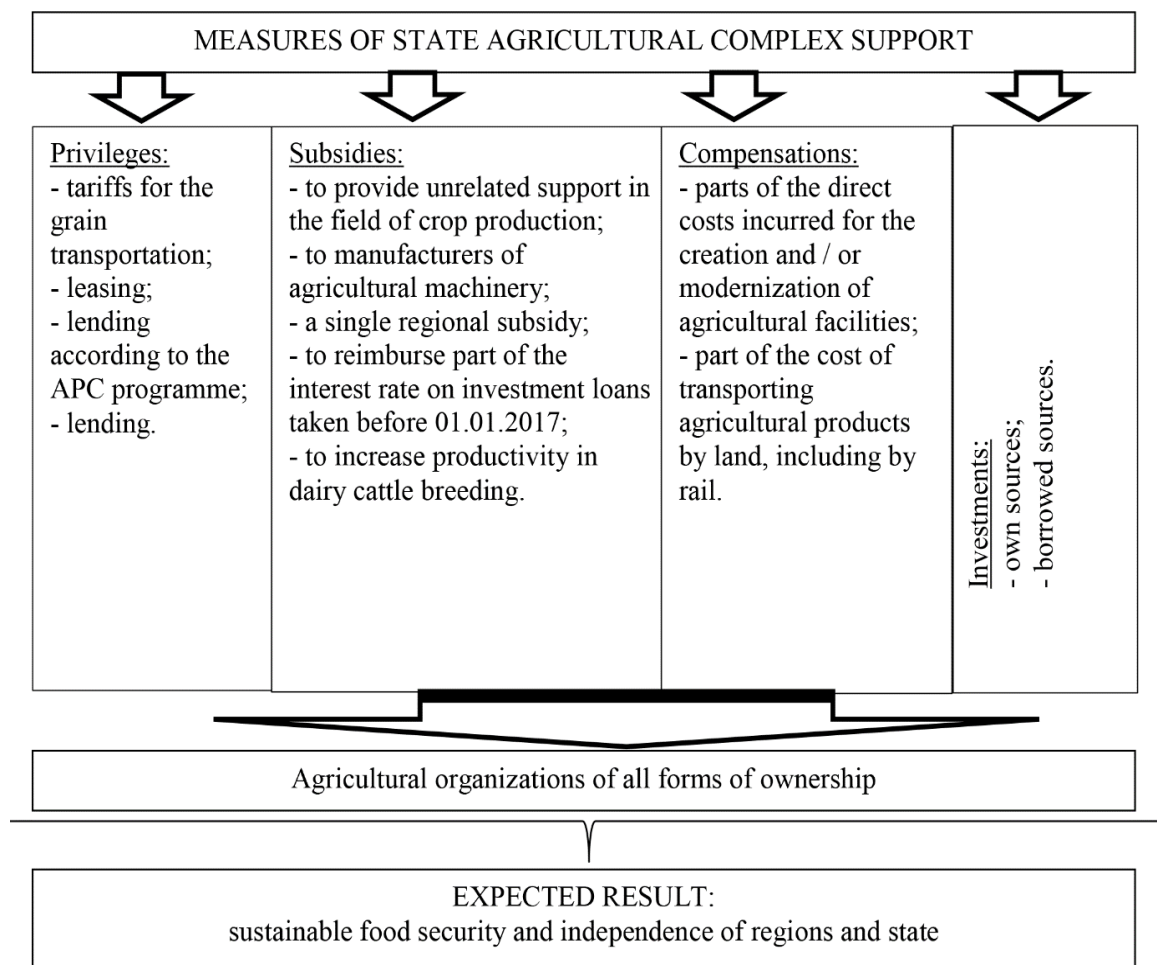 MEASURES OF STATE AGRICULTURAL COMPLEX SUPPORT
Privileges:
- tariffs for the
grain
transportation;
- leasing;
- lending
according to the
APC programme;
- lending.
Subsidies:
- to provide unrelated support in
the field of crop production;
- to manufacturers of
agricultural machinery;
- a single regional subsidy;
- to reimburse part of the
interest rate on investment loans
taken before 01.01.2017;
- to increase productivity in
dairy cattle breeding.
Compensations:
- parts of the direct
costs incurred for the
creation and / or
modernization of
agricultural facilities;
- part of the cost of
transporting
agricultural products
by land, including by
rail.
Investments:
- own sources;
- borrowed sources.
Agricultural organizations of all forms of ownership
EXPECTED RESULT:
sustainable food security and independence of regions and state